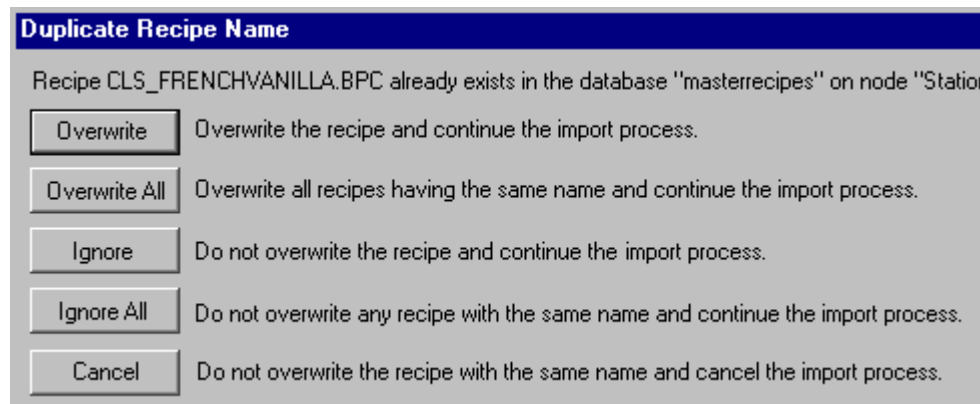 Duplicate Recipe Name
Recipe CLS_FRENCHVANILLA.BPC already exists in the database "masterrecipes" on node "Station
Overwrite Overwrite the recipe and continue the import process.
Overwrite All Overwrite all recipes having the same name and continue the import process.
Ignore Do not overwrite the recipe and continue the import process.
Ignore All Do not overwrite any recipe with the same name and continue the import process.
Cancel Do not overwrite the recipe with the same name and cancel the import process.